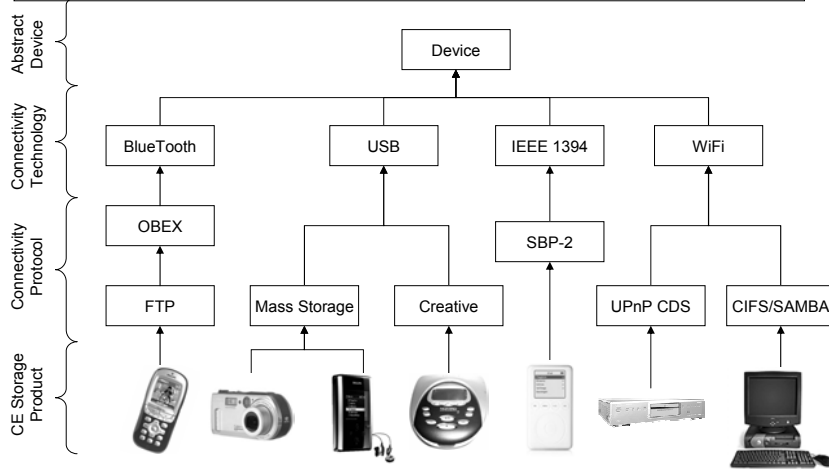 Abstract
Device
Device
Connectivity
Technology
BlueTooth
USB
IEEE 1394
WiFi
Connectivity
Protocol
OBEX
SBP-2
FTP
Mass Storage
Creative
UPnP CDS
CIFS/SAMBA
CE Storage
Product